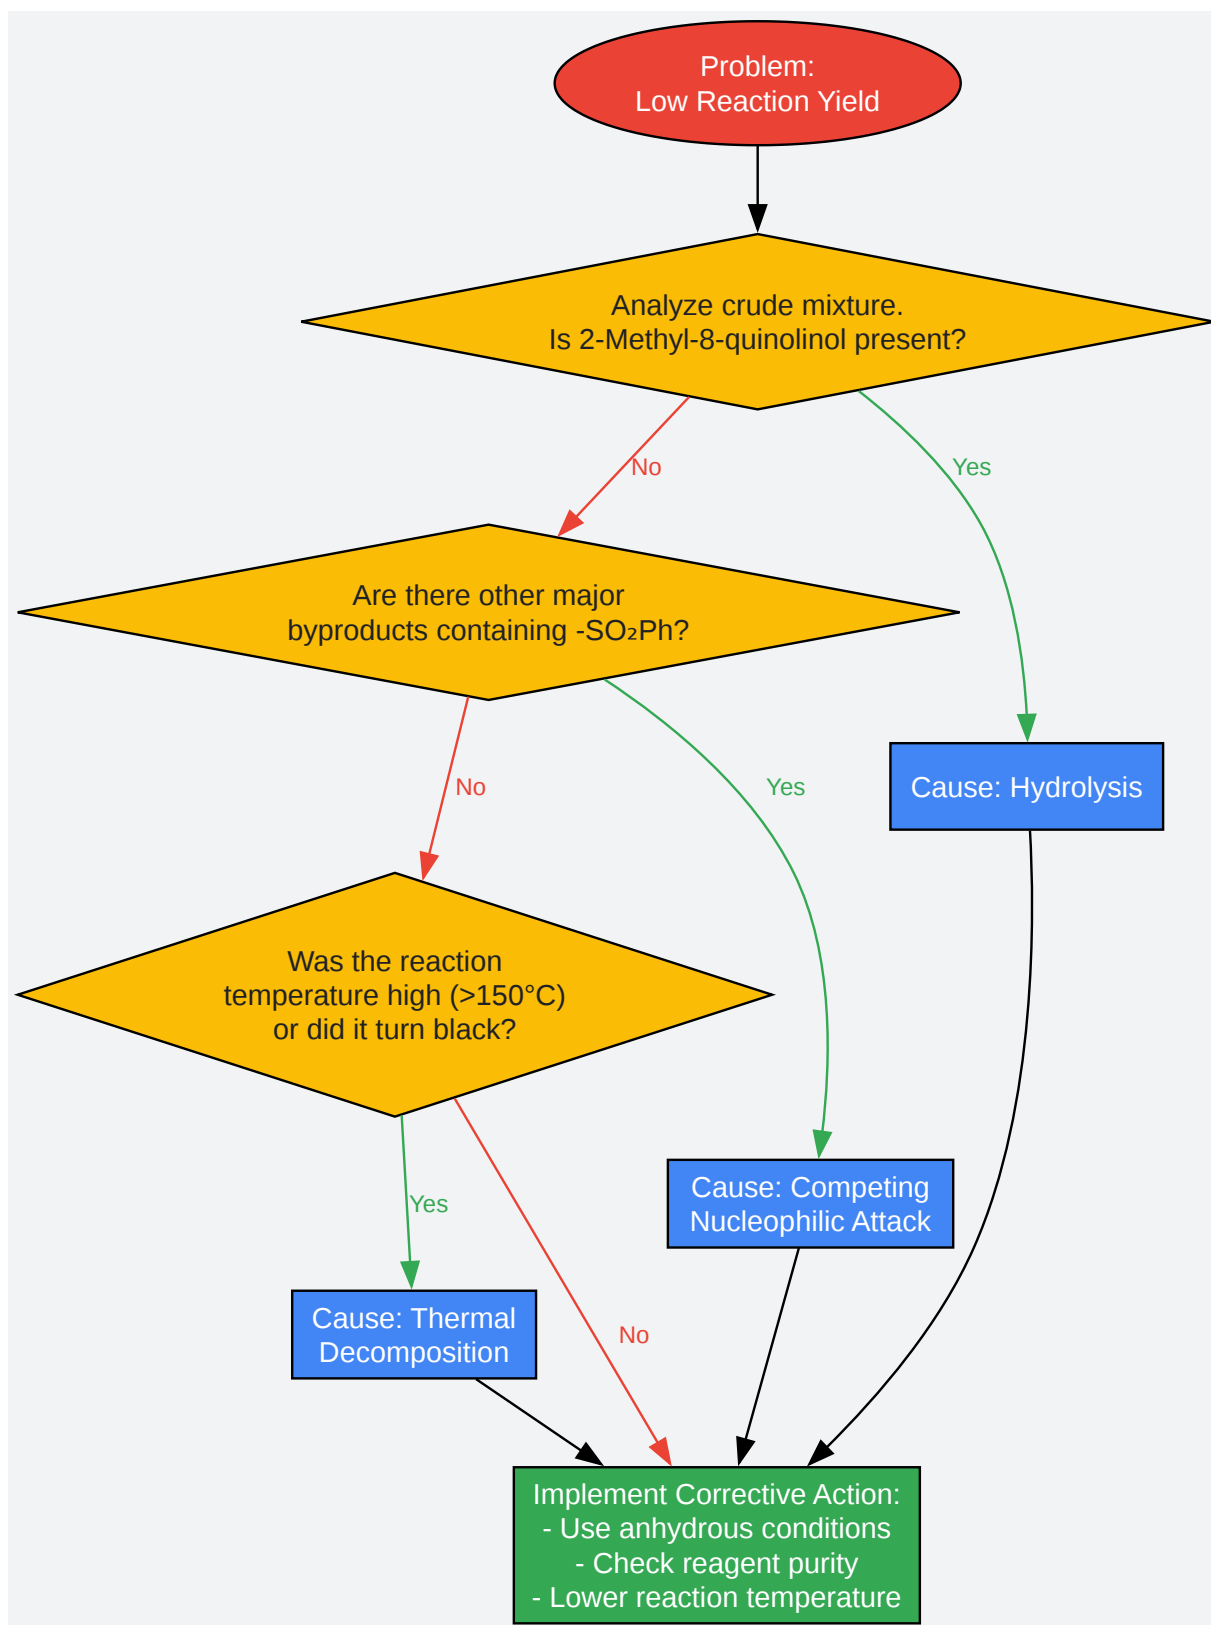 Problem:
Low Reaction Yield
Analyze crude mixture.
Is 2-Methyl-8-quinolinol present?
No
Yes
Are there other major
byproducts containing -SO₂Ph?
No
Yes
Cause: Hydrolysis
Was the reaction
temperature high (>150°C)
or did it turn black?
Yes
No
Cause: Competing
Nucleophilic Attack
Cause: Thermal
Decomposition
Implement Corrective Action:
- Use anhydrous conditions
- Check reagent purity
- Lower reaction temperature